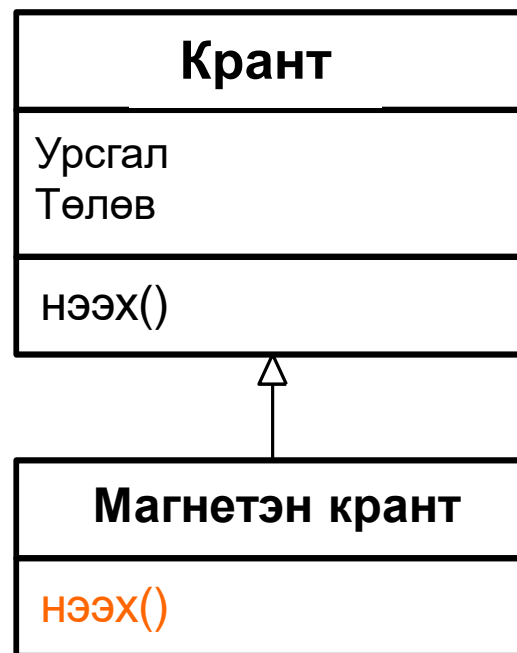 Крант
Урсгал
Төлөв
нээх()
Магнетэн крант
нээх()